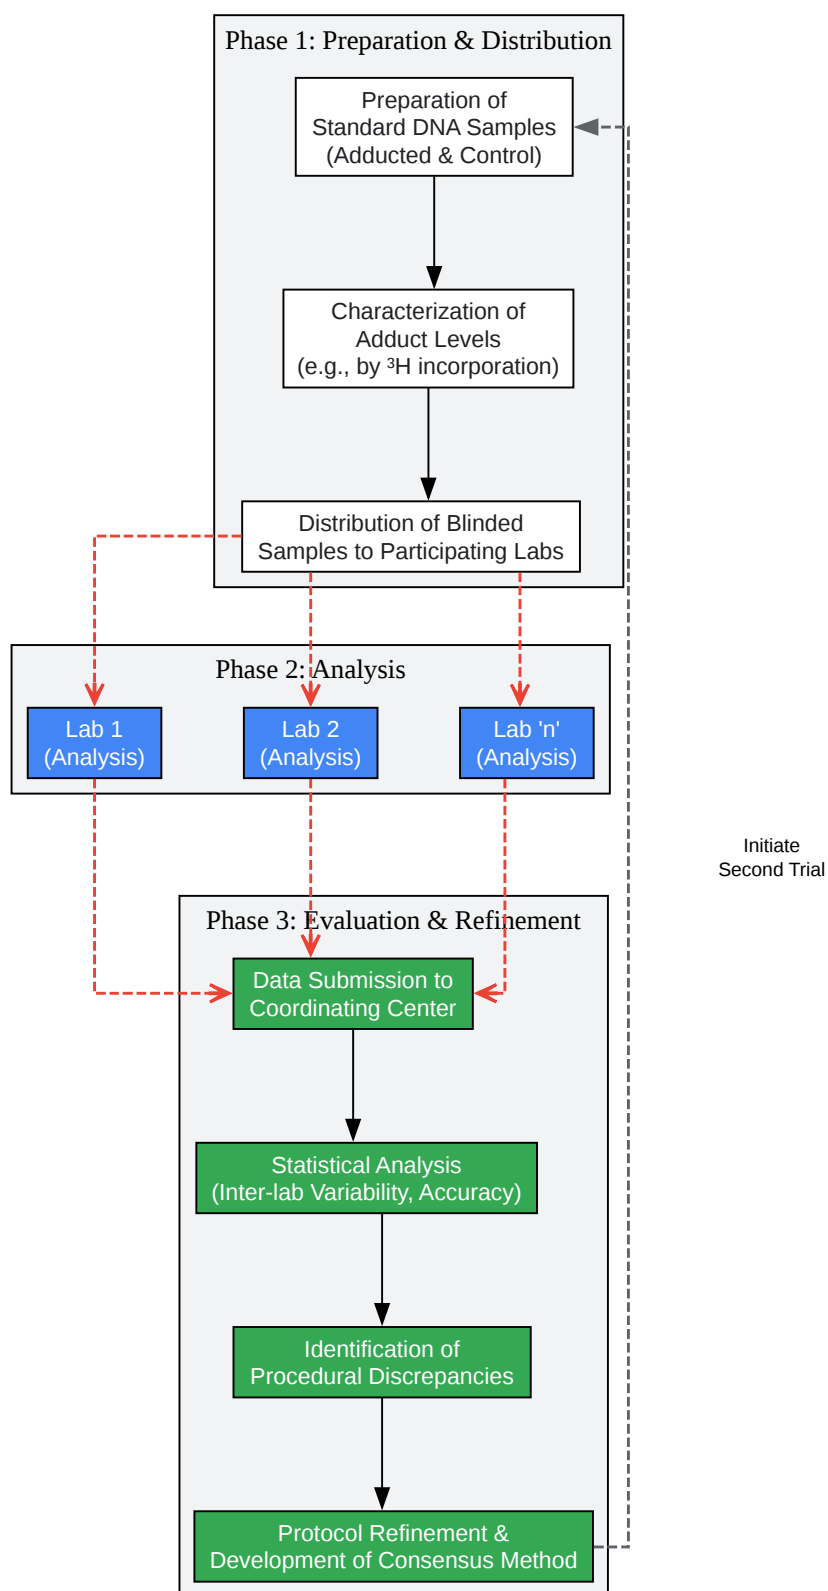 Phase 1: Preparation & Distribution
Preparation of
Standard DNA Samples
(Adducted & Control)
Characterization of
Adduct Levels
(e.g., by ³H incorporation)
Distribution of Blinded
Samples to Participating Labs
Phase 2: Analysis
Lab 1
(Analysis)
Lab 2
(Analysis)
Lab 'n'
(Analysis)
Initiate
Second Trial
Phase 3: Evaluation & Refinement
Data Submission to
Coordinating Center
Statistical Analysis
(Inter-lab Variability, Accuracy)
Identification of
Procedural Discrepancies
Protocol Refinement &
Development of Consensus Method